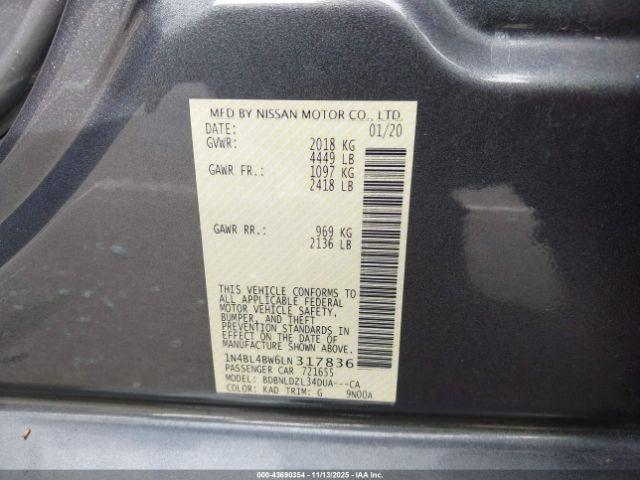 MFD BY NISSAN MOTOR CO., LTD.
DATE: 01/20
GVWR: 2018 KG
4449 LB
GAWR FR.: 1097 KG
2418 LB
GAWR RR.: 969 KG
2136 LB
THIS VEHICLE CONFORMS TO
ALL APPLICABLE FEDERAL
MOTOR VEHICLE SAFETY,
BUMPER, AND THEFT
PREVENTION STANDARDS IN
EFFECT ON THE DATE OF
MANUFACTURE SHOWN ABOVE.
1N4BL4BW6LN317836
PASSENGER CAR 721655
MODEL: BDBNLDZL34DUA---CA
COLOR: KAD TRIM: G 9N00A
000-43690354 | 11/13/2025 - IAA CA